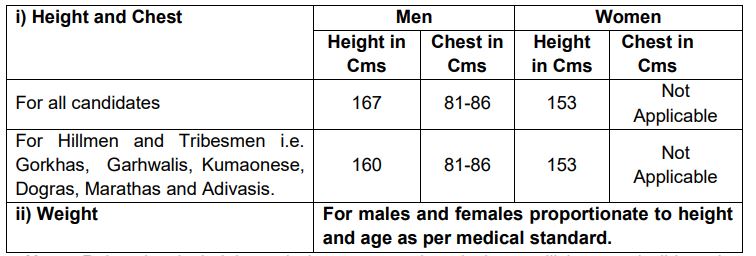 i) Height and Chest
Men
Women
Height in Cms
Chest in Cms
Height in Cms
Chest in Cms
For all candidates
167
81-86
153
Not Applicable
For Hillmen and Tribesmen i.e.
Gorkhas, Garhwalis, Kumaonese,
Dogras, Marathas and Adivasis.
160
81-86
153
Not Applicable
ii) Weight
For males and females proportionate to height
and age as per medical standard.